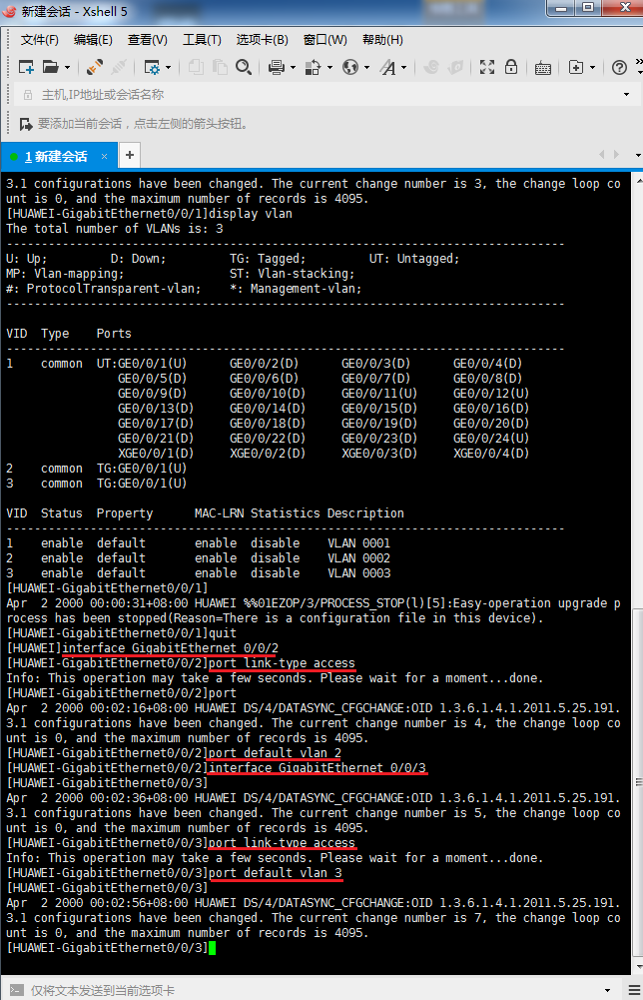 新建会话 - Xshell 5
文件(F) 编辑(E) 查看(V) 工具(T) 选项卡(B) 窗口(W) 帮助(H)
主机,IP地址或会话名称
要添加当前会话，点击左侧的箭头按钮。
1 新建会话 × +
3.1 configurations have been changed. The current change number is 3, the change loop co
unt is 0, and the maximum number of records is 4095.
[HUAWEI-GigabitEthernet0/0/1]display vlan
The total number of VLANs is: 3
--------------------------------------------------------------------------------
U: Up;         D: Down;         TG: Tagged;         UT: Untagged;
MP: Vlan-mapping;               ST: Vlan-stacking;
#: ProtocolTransparent-vlan;    *: Management-vlan;
--------------------------------------------------------------------------------
VID  Type    Ports
--------------------------------------------------------------------------------
1    common  UT:GE0/0/1(U)      GE0/0/2(D)      GE0/0/3(D)      GE0/0/4(D)
GE0/0/5(D)      GE0/0/6(D)      GE0/0/7(D)      GE0/0/8(D)
GE0/0/9(D)      GE0/0/10(D)     GE0/0/11(U)     GE0/0/12(U)
GE0/0/13(D)     GE0/0/14(D)     GE0/0/15(D)     GE0/0/16(D)
GE0/0/17(D)     GE0/0/18(D)     GE0/0/19(D)     GE0/0/20(D)
GE0/0/21(D)     GE0/0/22(D)     GE0/0/23(D)     GE0/0/24(U)
XGE0/0/1(D)     XGE0/0/2(D)     XGE0/0/3(D)     XGE0/0/4(D)
2    common  TG:GE0/0/1(U)
3    common  TG:GE0/0/1(U)
VID  Status  Property      MAC-LRN Statistics Description
--------------------------------------------------------------------------------
1    enable  default       enable  disable    VLAN 0001
2    enable  default       enable  disable    VLAN 0002
3    enable  default       enable  disable    VLAN 0003
[HUAWEI-GigabitEthernet0/0/1]
Apr  2 2000 00:00:31+08:00 HUAWEI %%01EZOP/3/PROCESS_STOP(l)[5]:Easy-operation upgrade p
rocess has been stopped(Reason=There is a configuration file in this device).
[HUAWEI-GigabitEthernet0/0/1]quit
[HUAWEI]interface GigabitEthernet 0/0/2
[HUAWEI-GigabitEthernet0/0/2]port link-type access
Info: This operation may take a few seconds. Please wait for a moment...done.
[HUAWEI-GigabitEthernet0/0/2]port
Apr  2 2000 00:02:16+08:00 HUAWEI DS/4/DATASYNC_CFGCHANGE:OID 1.3.6.1.4.1.2011.5.25.191.
3.1 configurations have been changed. The current change number is 4, the change loop co
unt is 0, and the maximum number of records is 4095.
[HUAWEI-GigabitEthernet0/0/2]port default vlan 2
[HUAWEI-GigabitEthernet0/0/2]interface GigabitEthernet 0/0/3
[HUAWEI-GigabitEthernet0/0/3]
Apr  2 2000 00:02:36+08:00 HUAWEI DS/4/DATASYNC_CFGCHANGE:OID 1.3.6.1.4.1.2011.5.25.191.
3.1 configurations have been changed. The current change number is 5, the change loop co
unt is 0, and the maximum number of records is 4095.
[HUAWEI-GigabitEthernet0/0/3]port link-type access
Info: This operation may take a few seconds. Please wait for a moment...done.
[HUAWEI-GigabitEthernet0/0/3]port default vlan 3
[HUAWEI-GigabitEthernet0/0/3]
Apr  2 2000 00:02:56+08:00 HUAWEI DS/4/DATASYNC_CFGCHANGE:OID 1.3.6.1.4.1.2011.5.25.191.
3.1 configurations have been changed. The current change number is 7, the change loop co
unt is 0, and the maximum number of records is 4095.
[HUAWEI-GigabitEthernet0/0/3]
仅将文本发送到当前选项卡